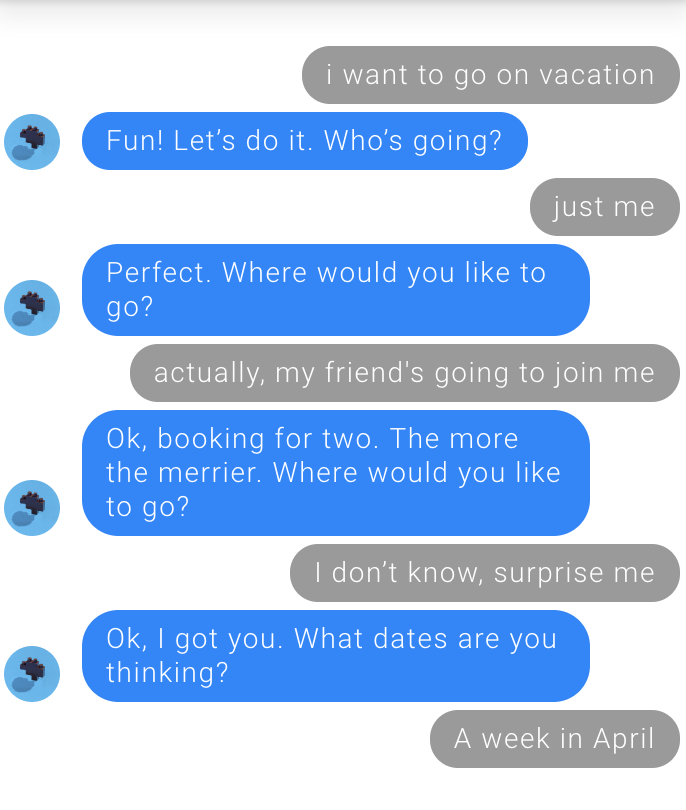 i want to go on vacation
Fun! Let’s do it. Who’s going?
just me
Perfect. Where would you like to
go?
actually, my friend's going to join me
Ok, booking for two. The more
the merrier. Where would you like
to go?
I don’t know, surprise me
Ok, I got you. What dates are you
thinking?
A week in April